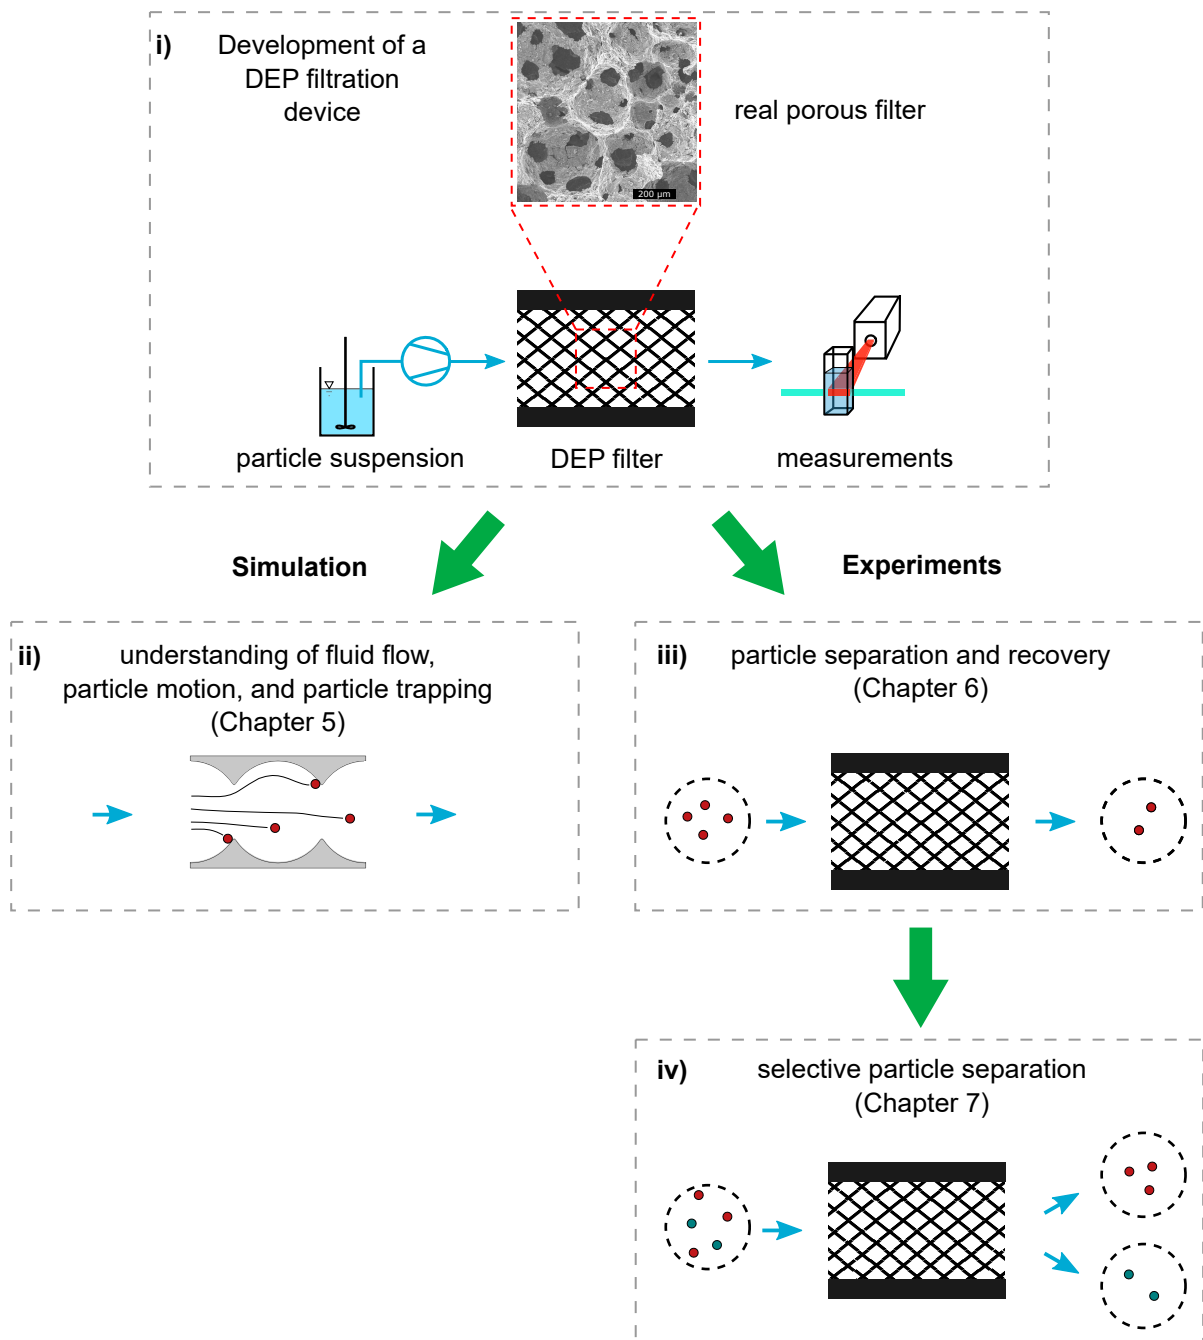 i)
Development of a
DEP filtration
device
real porous filter
200 µm
particle suspension
DEP filter
measurements
Simulation
Experiments
ii)
understanding of fluid flow,
particle motion, and particle trapping
(Chapter 5)
iii)
particle separation and recovery
(Chapter 6)
iv)
selective particle separation
(Chapter 7)